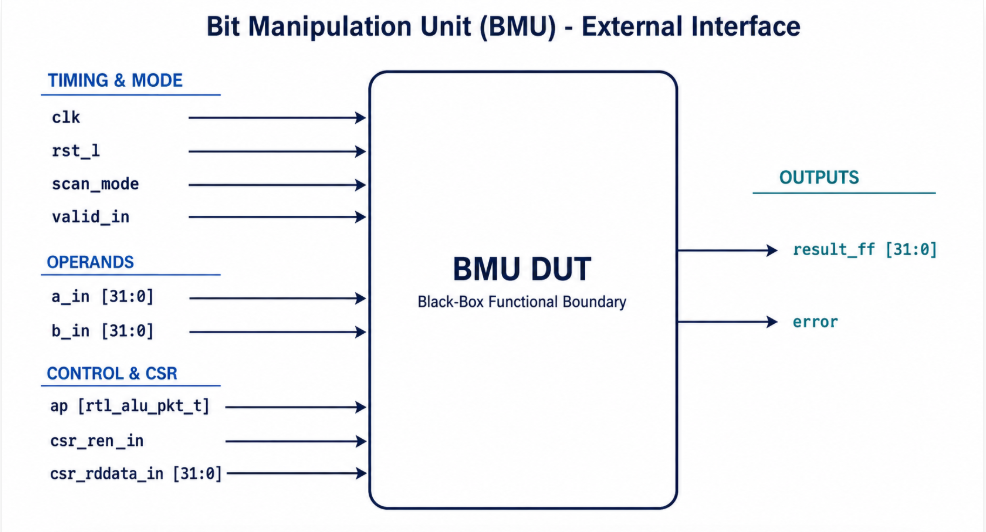 Bit Manipulation Unit (BMU) - External Interface
TIMING & MODE
clk
rst_l
scan_mode
valid_in
OPERANDS
a_in [31:0]
b_in [31:0]
CONTROL & CSR
ap [rtl_alu_pkt_t]
csr_ren_in
csr_rddata_in [31:0]
BMU DUT
Black-Box Functional Boundary
OUTPUTS
result_ff [31:0]
error